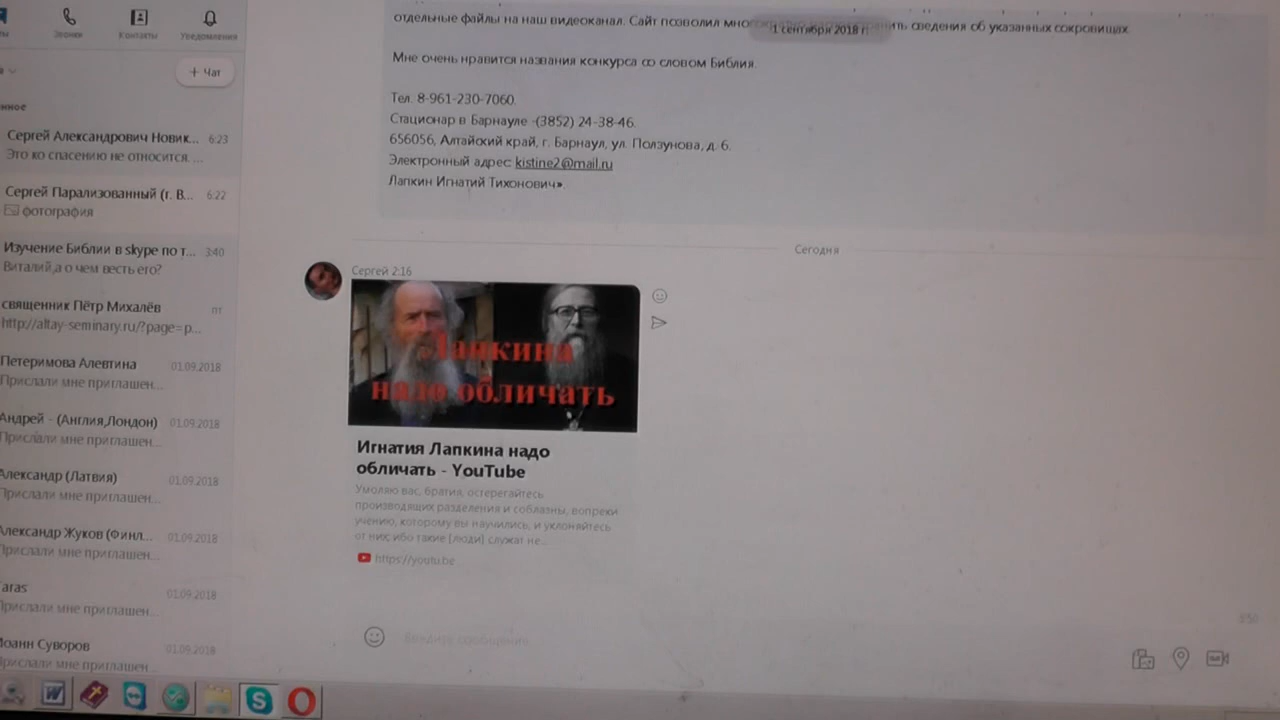 Звонки
Контакты
Уведомления
+ Чат
Сергей Александрович Новик... 6:23
Это ко спасению не относится. ...
Сергей Парализованный (г. В... 6:22
фотография
Изучение Библии в skype по т... 3:40
Виталий,а о чем весть его?
священник Пётр Михалёв пт
http://altay-seminary.ru/?page=p...
Петеримова Алевтина 01.09.2018
Прислали мне приглашен...
Андрей - (Англия,Лондон) 01.09.2018
Прислали мне приглашен...
Александр (Латвия) 01.09.2018
Прислали мне приглашен...
Александр Жуков (Финл... 01.09.2018
Прислали мне приглашен...
01.09.2018
Прислали мне приглашен...
Иоанн Суворов 01.09.2018
Прислали мне приглашен...
отдельные файлы на наш видеоканал. Сайт позволил сведения об указанных сокровищах.
1 сентября 2018 г.
Мне очень нравится названия конкурса со словом Библия.
Тел. 8-961-230-7060.
Стационар в Барнауле -(3852) 24-38-46.
656056, Алтайский край, г. Барнаул, ул. Ползунова, д. 6.
Электронный адрес: kistine2@mail.ru
Лапкин Игнатий Тихонович»
Сегодня
Сергей 2:16
Лапкина
надо обличать
Игнатия Лапкина надо
обличать - YouTube
Умоляю вас, братия, остерегайтесь
производящих разделения и соблазны, вопреки
учению, которому вы научились, и уклоняйтесь
от них; ибо такие [люди] служат не...
https://youtu.be
Введите сообщение